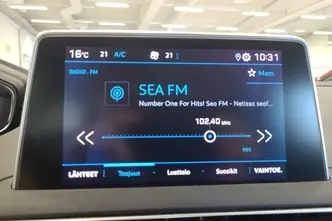 16°C 21 A/C 21 10:31
RADIO . FM ☆ Mem
SEA FM
Number One For Hits! Sea FM - Netissa seaf...
102.40 MHz
RDS
LÄHTEET Taajuus Luettelo Suosikit VAIHTOE.